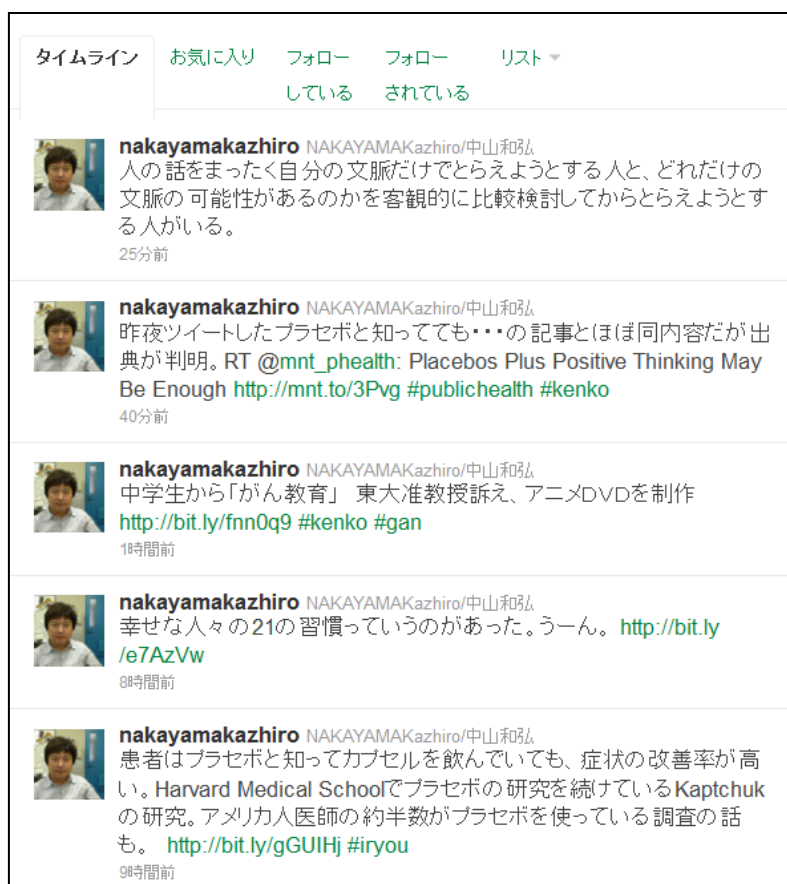 タイムライン お気に入り フォロー フォロー リスト
している されている
nakayamakazhiro NAKAYAMAKazhiro/中山和弘
人の話をまったく自分の文脈だけでとらえようとする人と、どれだけの
文脈の可能性があるのかを客観的に比較検討してからとらえようとす
る人がいる。
25分前
nakayamakazhiro NAKAYAMAKazhiro/中山和弘
昨夜ツイートしたプラセボと知ってても・・・の記事とほぼ同内容だが出
典が判明。RT @mnt_phealth: Placebos Plus Positive Thinking May
Be Enough http://mnt.to/3Pvg #publichealth #kenko
40分前
nakayamakazhiro NAKAYAMAKazhiro/中山和弘
中学生から「がん教育」 東大准教授訴え、アニメDVDを制作
http://bit.ly/fnn0q9 #kenko #gan
1時間前
nakayamakazhiro NAKAYAMAKazhiro/中山和弘
幸せな人々の21の習慣っていうのがあった。うーん。 http://bit.ly
/e7AzVw
8時間前
nakayamakazhiro NAKAYAMAKazhiro/中山和弘
患者はプラセボと知ってカプセルを飲んでいても、症状の改善率が高
い。Harvard Medical Schoolでプラセボの研究を続けているKaptchuk
の研究。アメリカ人医師の約半数がプラセボを使っている調査の話
も。 http://bit.ly/gGUIHj #iryou
9時間前